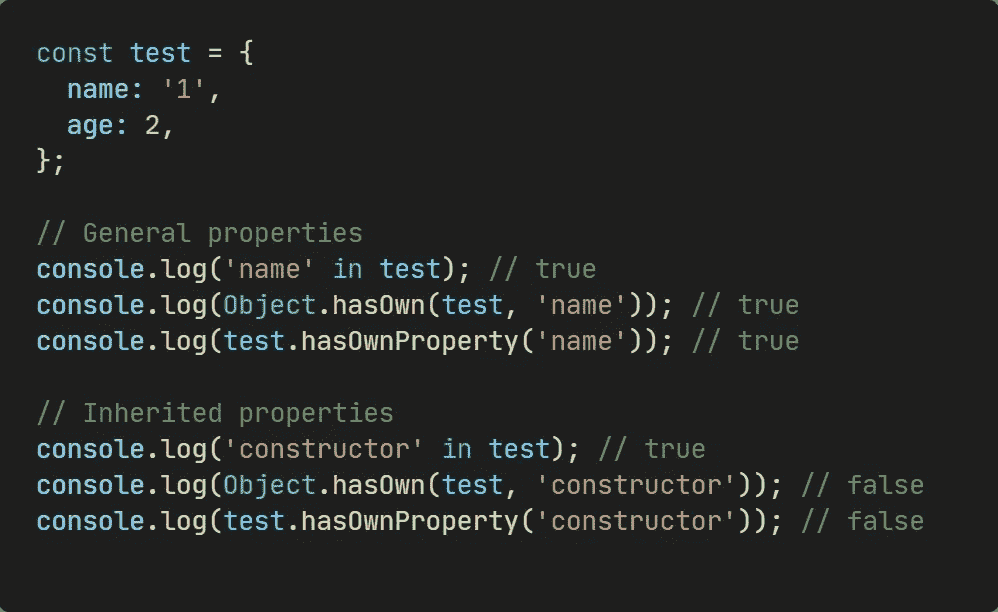 const test = {
  name: '1',
  age: 2,
};

// General properties
console.log('name' in test); // true
console.log(Object.hasOwn(test, 'name')); // true
console.log(test.hasOwnProperty('name')); // true

// Inherited properties
console.log('constructor' in test); // true
console.log(Object.hasOwn(test, 'constructor')); // false
console.log(test.hasOwnProperty('constructor')); // false